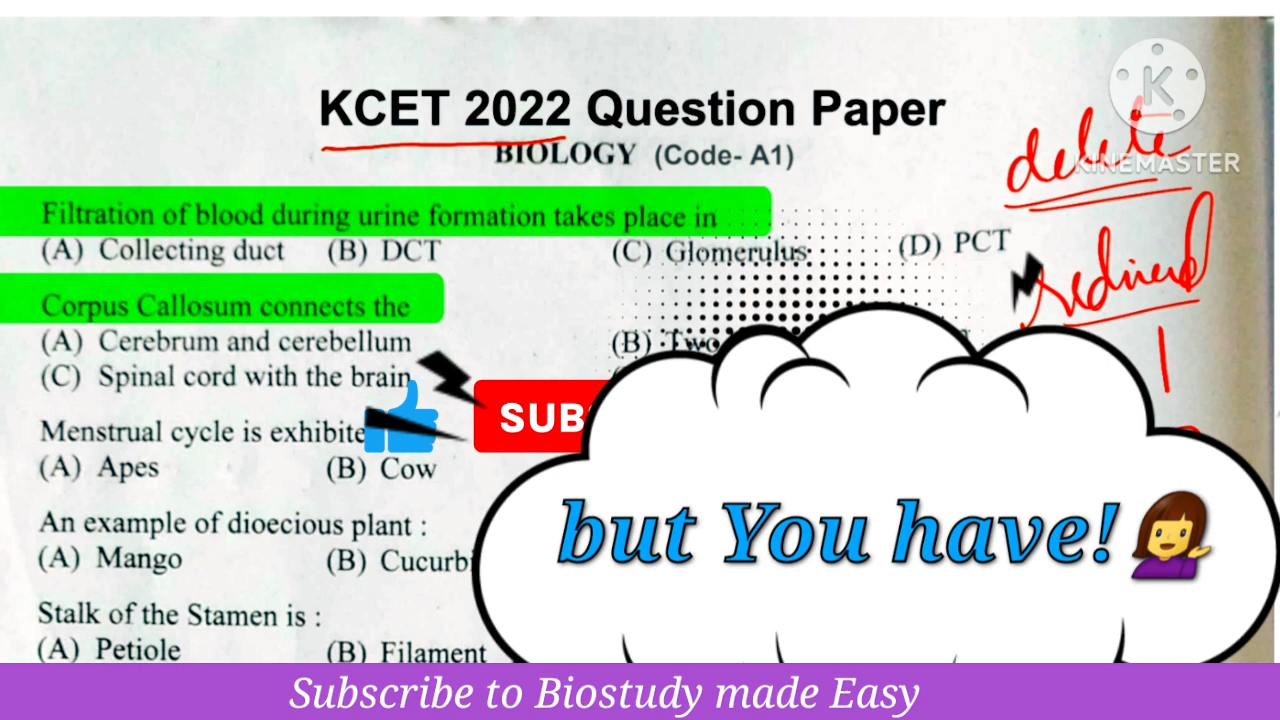 KCET 2022 Question Paper
BIOLOGY (Code- A1)
delete
KINEMASTER
Filtration of blood during urine formation takes place in
(A) Collecting duct (B) DCT (C) Glomerulus (D) PCT
Corpus Callosum connects the
(A) Cerebrum and cerebellum (B) Two
(C) Spinal cord with the brain
SUB
Menstrual cycle is exhibite
(A) Apes (B) Cow
but You have!
An example of dioecious plant :
(A) Mango (B) Cucurbi
Stalk of the Stamen is :
(A) Petiole (B) Filament
Subscribe to Biostudy made Easy